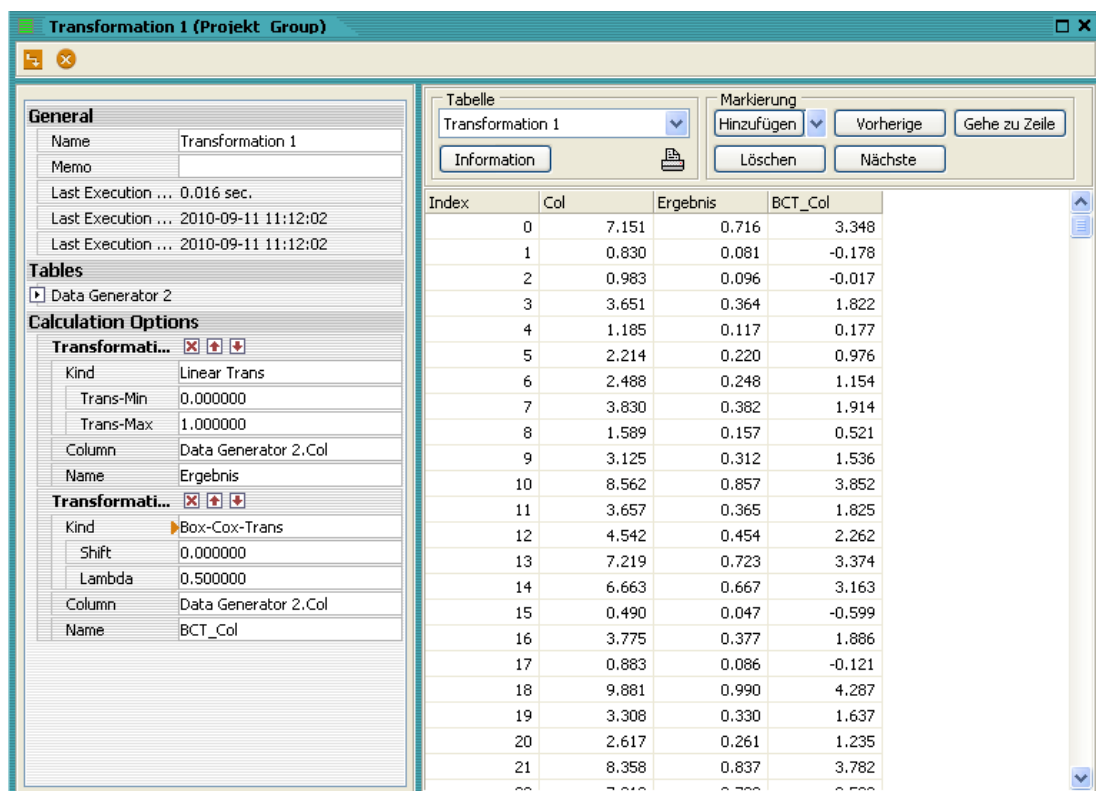 Transformation 1 (Projekt Group)
General
Name Transformation 1
Memo
Last Execution ... 0.016 sec.
Last Execution ... 2010-09-11 11:12:02
Last Execution ... 2010-09-11 11:12:02
Tables
Data Generator 2
Calculation Options
Transformati...
Kind Linear Trans
Trans-Min 0.000000
Trans-Max 1.000000
Column Data Generator 2.Col
Name Ergebnis
Transformati...
Kind Box-Cox-Trans
Shift 0.000000
Lambda 0.500000
Column Data Generator 2.Col
Name BCT_Col
Tabelle
Transformation 1
Information
Markierung
Hinzufügen Vorherige Gehe zu Zeile
Löschen Nächste
Index Col Ergebnis BCT_Col
0 7.151 0.716 3.348
1 0.830 0.081 -0.178
2 0.983 0.096 -0.017
3 3.651 0.364 1.822
4 1.185 0.117 0.177
5 2.214 0.220 0.976
6 2.488 0.248 1.154
7 3.830 0.382 1.914
8 1.589 0.157 0.521
9 3.125 0.312 1.536
10 8.562 0.857 3.852
11 3.657 0.365 1.825
12 4.542 0.454 2.262
13 7.219 0.723 3.374
14 6.663 0.667 3.163
15 0.490 0.047 -0.599
16 3.775 0.377 1.886
17 0.883 0.086 -0.121
18 9.881 0.990 4.287
19 3.308 0.330 1.637
20 2.617 0.261 1.235
21 8.358 0.837 3.782